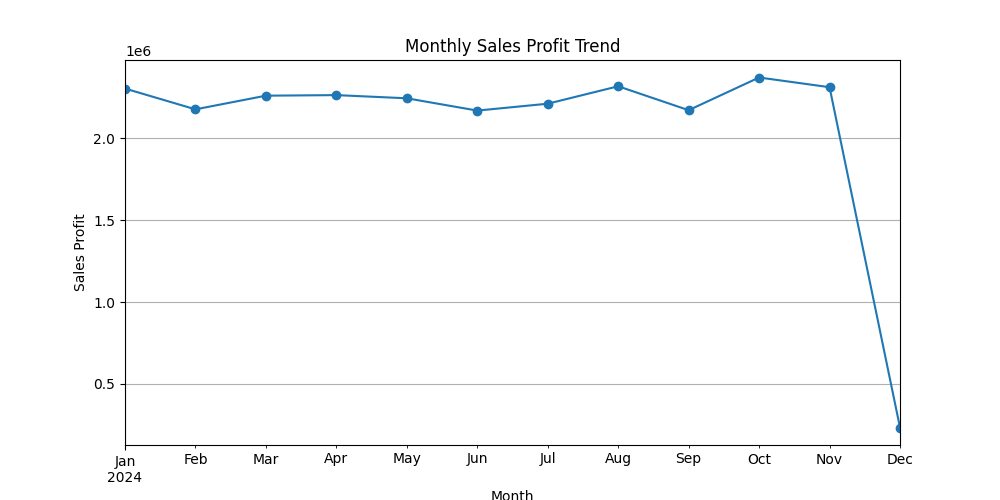 Monthly Sales Profit Trend
1e6
2.0
1.5
1.0
0.5
Sales Profit
Jan Feb Mar Apr May Jun Jul Aug Sep Oct Nov Dec
2024
Month